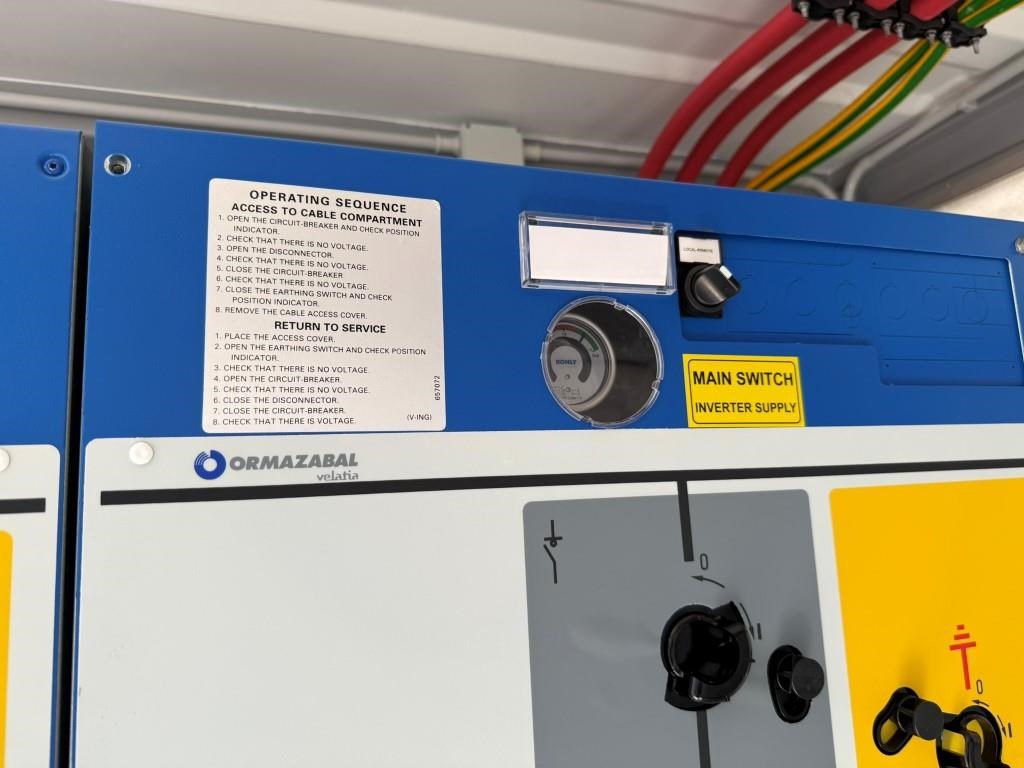 OPERATING SEQUENCE
ACCESS TO CABLE COMPARTMENT
1. OPEN THE CIRCUIT-BREAKER AND CHECK POSITION
INDICATOR.
2. CHECK THAT THERE IS NO VOLTAGE.
3. OPEN THE DISCONNECTOR.
4. CHECK THAT THERE IS NO VOLTAGE.
5. CLOSE THE CIRCUIT-BREAKER
6. CHECK THAT THERE IS NO VOLTAGE.
7. CLOSE THE EARTHING SWITCH AND CHECK
POSITION INDICATOR.
8. REMOVE THE CABLE ACCESS COVER.
RETURN TO SERVICE
1. PLACE THE ACCESS COVER.
2. OPEN THE EARTHING SWITCH AND CHECK POSITION
INDICATOR.
3. CHECK THAT THERE IS NO VOLTAGE.
4. OPEN THE CIRCUIT-BREAKER.
5. CHECK THAT THERE IS NO VOLTAGE.
6. CLOSE THE DISCONNECTOR.
7. CLOSE THE CIRCUIT-BREAKER.
8. CHECK THAT THERE IS VOLTAGE.
(V-ING)
657072
LOCAL-REMOTE
MAIN SWITCH
INVERTER SUPPLY
ORMAZABAL
velatia
0
I
0
I